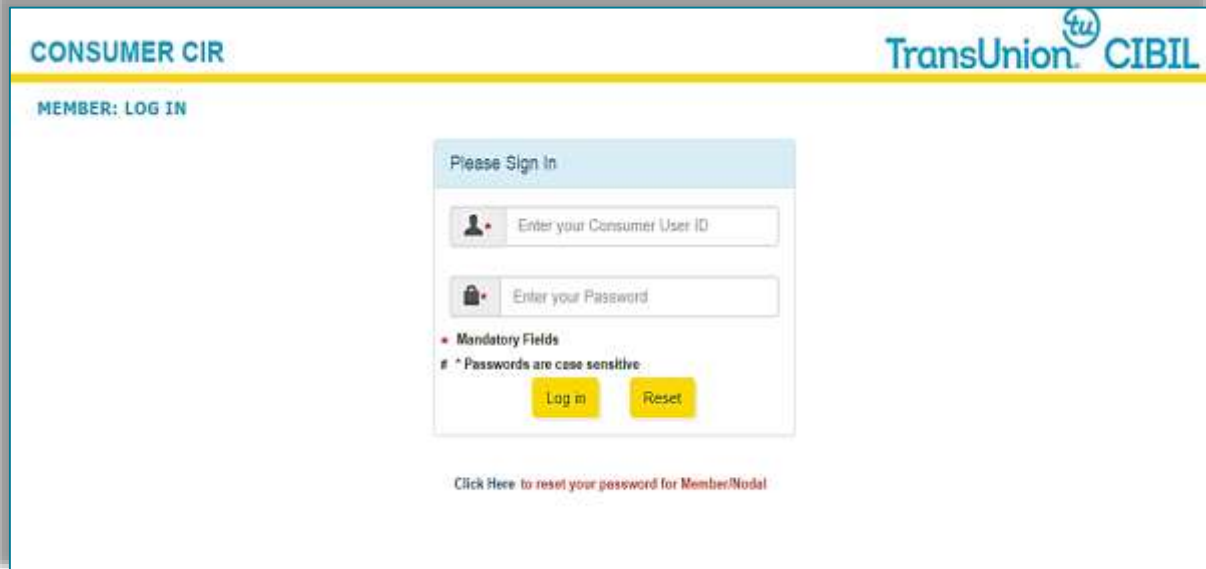 CONSUMER CIR
tu
TransUnion. CIBIL
MEMBER: LOG IN
Please Sign In
* Enter your Consumer User ID
* Enter your Password
* Mandatory Fields
# * Passwords are case sensitive
Log in Reset
Click Here to reset your password for Member/Nodal